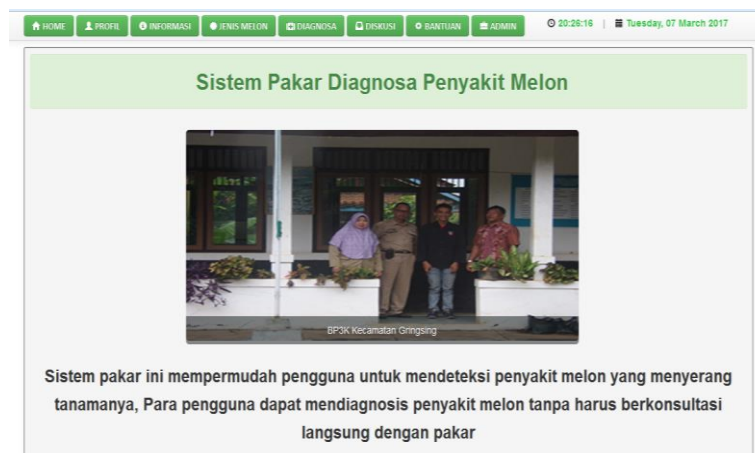 HOME PROFIL INFORMASI JENIS MELON DIAGNOSA DISKUSI BANTUAN ADMIN 20:26:16 | Tuesday, 07 March 2017
Sistem Pakar Diagnosa Penyakit Melon
BP3K Kecamatan Gringsing
Sistem pakar ini mempermudah pengguna untuk mendeteksi penyakit melon yang menyerang
tanamanya, Para pengguna dapat mendiagnosis penyakit melon tanpa harus berkonsultasi
langsung dengan pakar